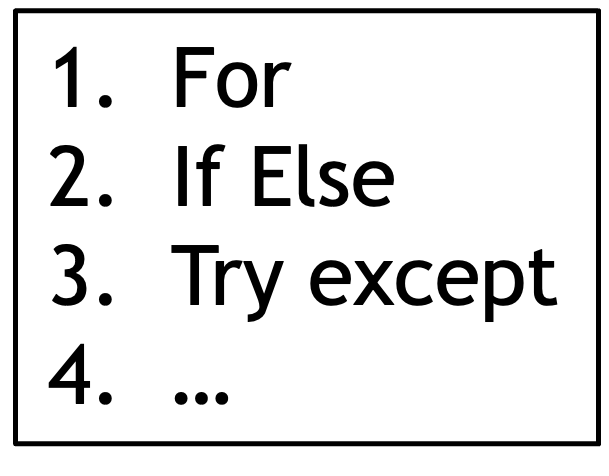 1. For
2. If Else
3. Try except
4. ...